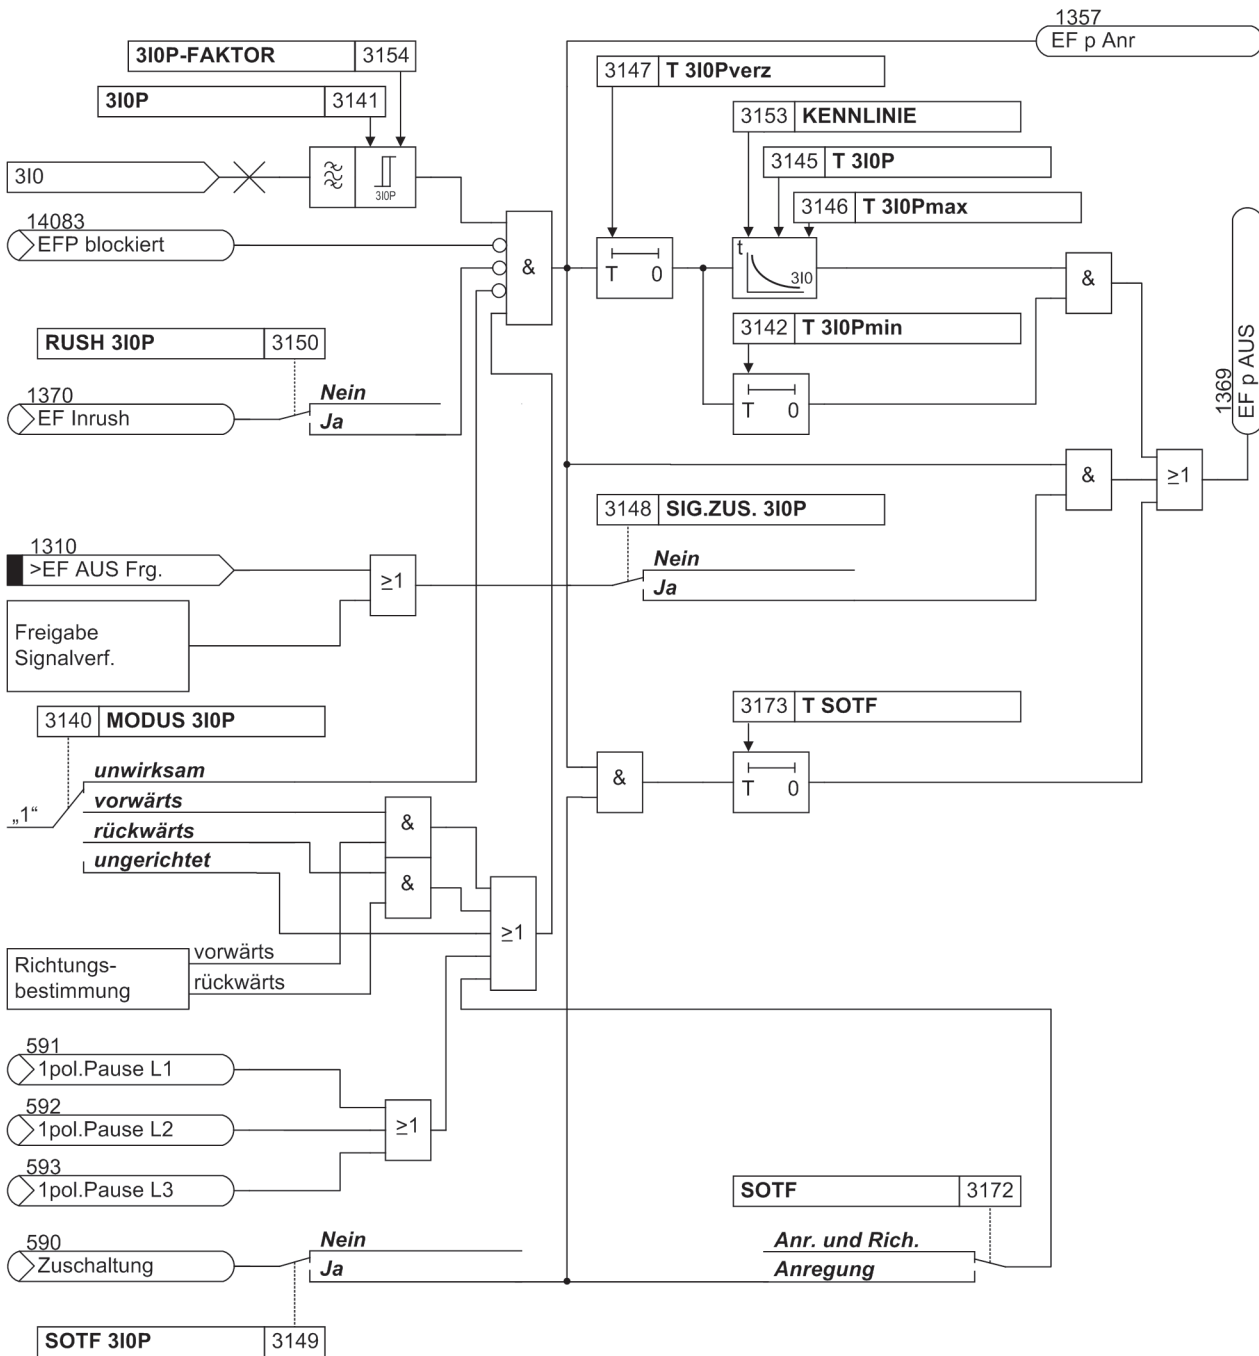 1357
EF p Anr
3I0P-FAKTOR 3154
3I0P 3141
3147 T 3I0Pverz
3153 KENNLINIE
3145 T 3I0P
3146 T 3I0Pmax
3I0
3I0P
14083
EFP blockiert
&
T 0
t
3I0
&
RUSH 3I0P 3150
3142 T 3I0Pmin
T 0
1369
EF p AUS
1370
EF Inrush
Nein
Ja
&
≥1
3148 SIG.ZUS. 3I0P
1310
>EF AUS Frg.
≥1
Nein
Ja
Freigabe
Signalverf.
3140 MODUS 3I0P
3173 T SOTF
„1“
unwirksam
vorwärts
rückwärts
ungerichtet
&
&
&
T 0
≥1
Richtungs-
bestimmung
vorwärts
rückwärts
591
1pol.Pause L1
592
1pol.Pause L2
≥1
593
1pol.Pause L3
SOTF 3172
590
Zuschaltung
Nein
Ja
Anr. und Rich.
Anregung
SOTF 3I0P 3149